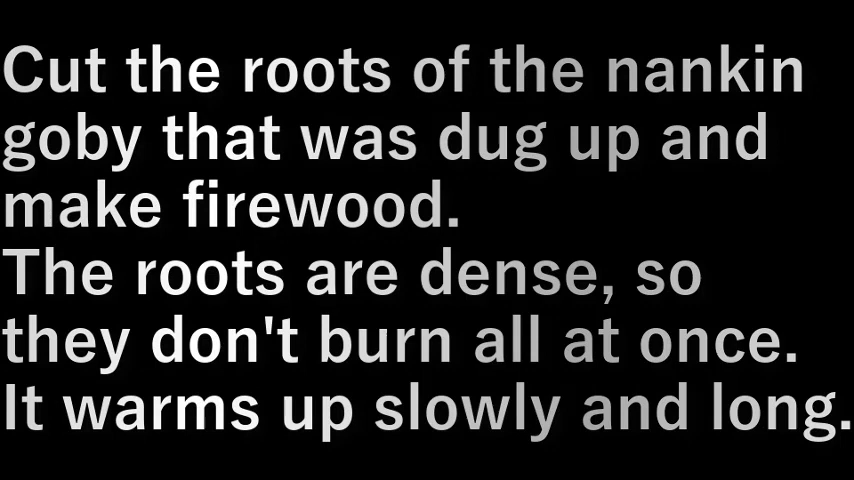 Cut the roots of the nankin
goby that was dug up and
make firewood.
The roots are dense, so
they don't burn all at once.
It warms up slowly and long.